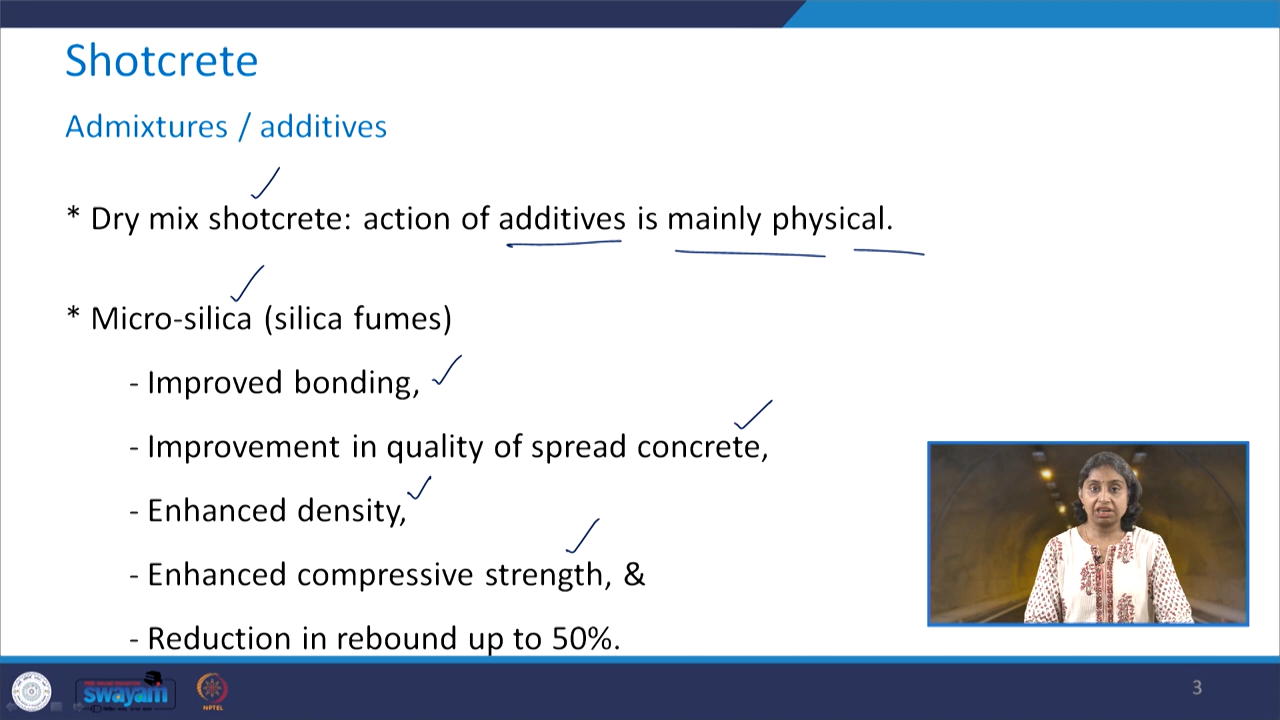 Shotcrete
Admixtures / additives
* Dry mix shotcrete: action of additives is mainly physical.
* Micro-silica (silica fumes)
- Improved bonding,
- Improvement in quality of spread concrete,
- Enhanced density,
- Enhanced compressive strength, &
- Reduction in rebound up to 50%.
swayam
NPTEL
3